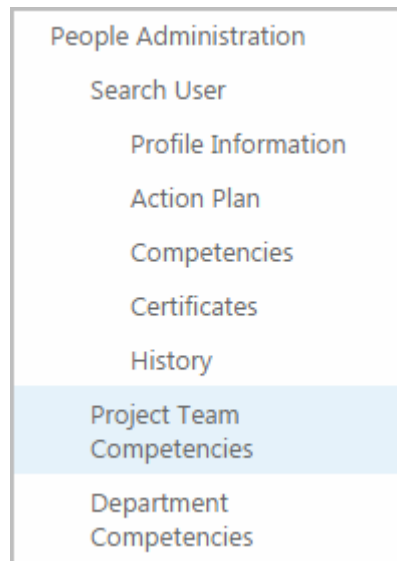 People Administration
Search User
Profile Information
Action Plan
Competencies
Certificates
History
Project Team
Competencies
Department
Competencies